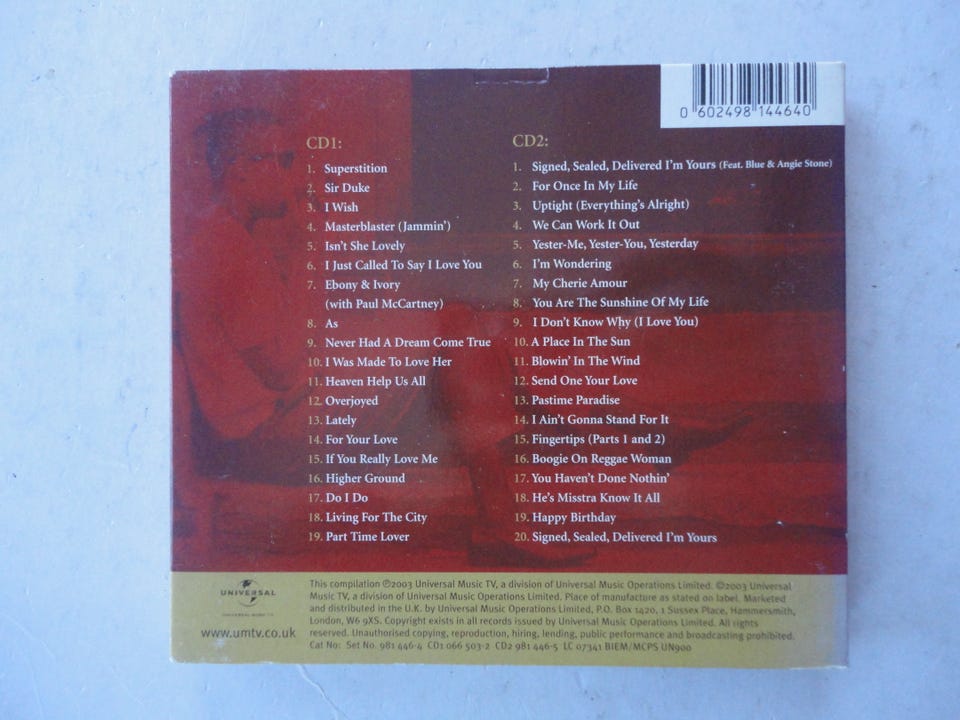 0 602498 144640
CD1:
1. Superstition
2. Sir Duke
3. I Wish
4. Masterblaster (Jammin')
5. Isn't She Lovely
6. I Just Called To Say I Love You
7. Ebony & Ivory
(with Paul McCartney)
8. As
9. Never Had A Dream Come True
10. I Was Made To Love Her
11. Heaven Help Us All
12. Overjoyed
13. Lately
14. For Your Love
15. If You Really Love Me
16. Higher Ground
17. Do I Do
18. Living For The City
19. Part Time Lover
CD2:
1. Signed, Sealed, Delivered I'm Yours (Feat. Blue & Angie Stone)
2. For Once In My Life
3. Uptight (Everything's Alright)
4. We Can Work It Out
5. Yester-Me, Yester-You, Yesterday
6. I'm Wondering
7. My Cherie Amour
8. You Are The Sunshine Of My Life
9. I Don't Know Why (I Love You)
10. A Place In The Sun
11. Blowin' In The Wind
12. Send One Your Love
13. Pastime Paradise
14. I Ain't Gonna Stand For It
15. Fingertips (Parts 1 and 2)
16. Boogie On Reggae Woman
17. You Haven't Done Nothin'
18. He's Misstra Know It All
19. Happy Birthday
20. Signed, Sealed, Delivered I'm Yours
UNIVERSAL
UNIVERSAL MUSIC TV
www.umtv.co.uk
This compilation ℗2003 Universal Music TV, a division of Universal Music Operations Limited. ©2003 Universal
Music TV, a division of Universal Music Operations Limited. Place of manufacture as stated on label. Marketed
and distributed in the U.K. by Universal Music Operations Limited, P.O. Box 1420, 1 Sussex Place, Hammersmith,
London, W6 9XS. Copyright exists in all records issued by Universal Music Operations Limited. All rights
reserved. Unauthorised copying, reproduction, hiring, lending, public performance and broadcasting prohibited.
Cat No: Set No. 981 446-4 CD1 066 503-2 CD2 981 446-5 LC 07341 BIEM/MCPS UN900